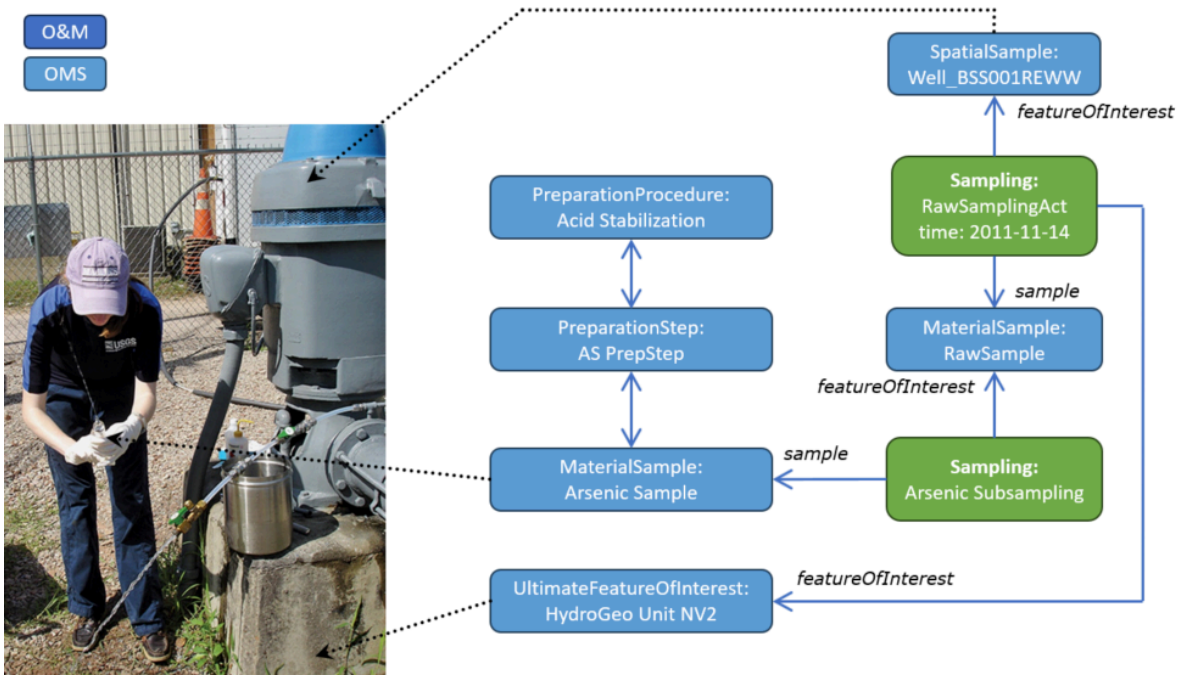 O&M
OMS
SpatialSample:
Well_BSS001REWW
featureOfInterest
Sampling:
RawSamplingAct
time: 2011-11-14
PreparationProcedure:
Acid Stabilization
sample
PreparationStep:
AS PrepStep
MaterialSample:
RawSample
USGS
featureOfInterest
sample
MaterialSample:
Arsenic Sample
Sampling:
Arsenic Subsampling
featureOfInterest
UltimateFeatureOfInterest:
HydroGeo Unit NV2